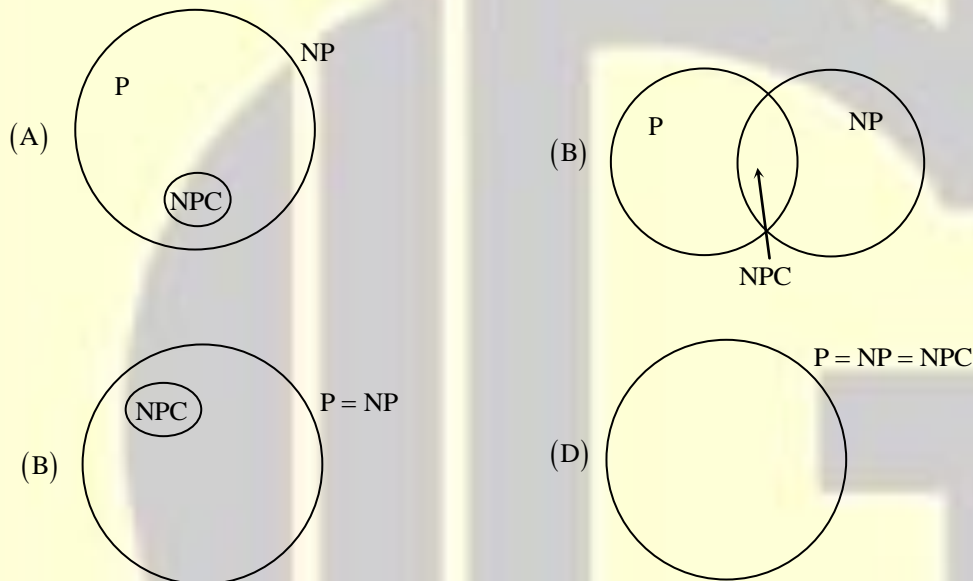 NP
P
(A)
NPC
P
NP
(B)
NPC
P = NP
NPC
(B)
P = NP = NPC
(D)